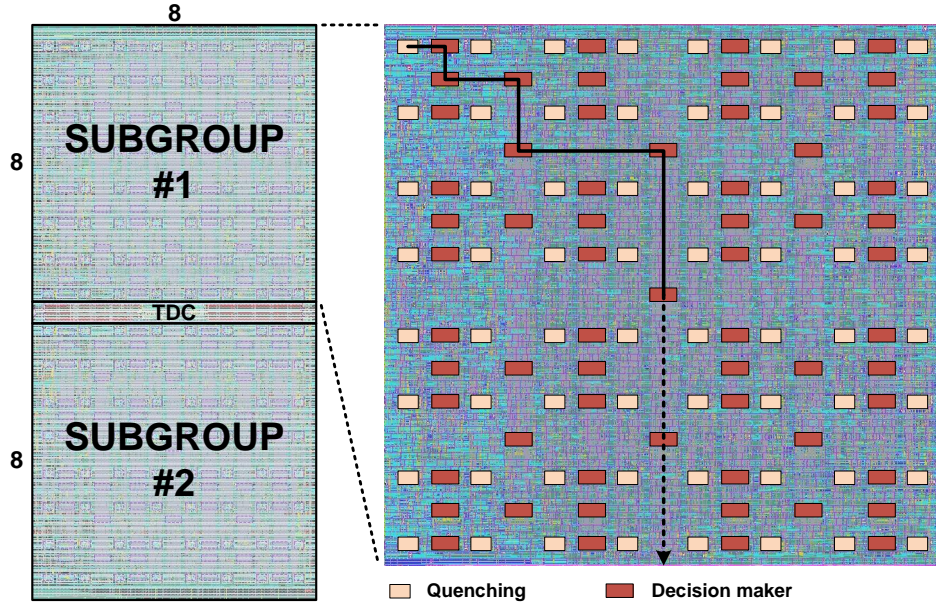 8
8
SUBGROUP
#1
TDC
8
SUBGROUP
#2
Quenching
Decision maker